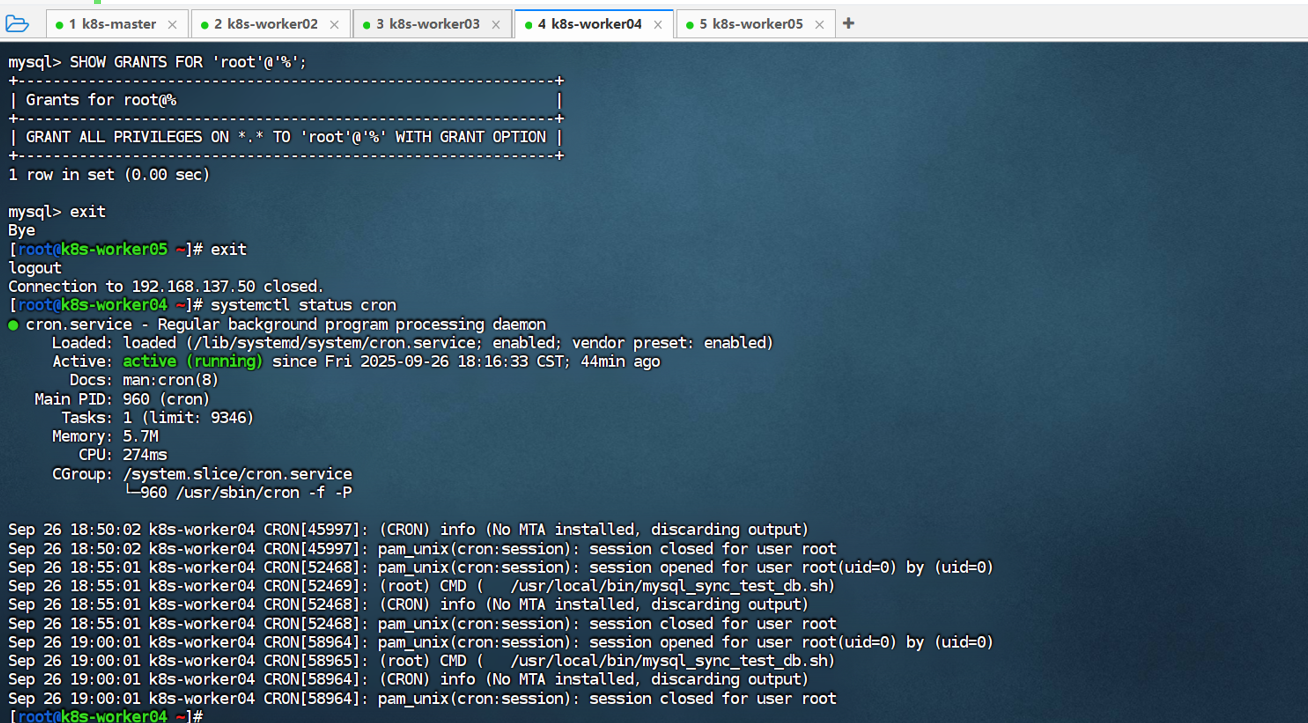 1 k8s-master × 2 k8s-worker02 × 3 k8s-worker03 × 4 k8s-worker04 × 5 k8s-worker05 × +
mysql> SHOW GRANTS FOR 'root'@'%';
+-------------------------------------------------------------+
| Grants for root@%                                           |
+-------------------------------------------------------------+
| GRANT ALL PRIVILEGES ON *.* TO 'root'@'%' WITH GRANT OPTION |
+-------------------------------------------------------------+
1 row in set (0.00 sec)
mysql> exit
Bye
[root@k8s-worker05 ~]# exit
logout
Connection to 192.168.137.50 closed.
[root@k8s-worker04 ~]# systemctl status cron
● cron.service - Regular background program processing daemon
     Loaded: loaded (/lib/systemd/system/cron.service; enabled; vendor preset: enabled)
     Active: active (running) since Fri 2025-09-26 18:16:33 CST; 44min ago
       Docs: man:cron(8)
   Main PID: 960 (cron)
      Tasks: 1 (limit: 9346)
     Memory: 5.7M
        CPU: 274ms
     CGroup: /system.slice/cron.service
             └─960 /usr/sbin/cron -f -P
Sep 26 18:50:02 k8s-worker04 CRON[45997]: (CRON) info (No MTA installed, discarding output)
Sep 26 18:50:02 k8s-worker04 CRON[45997]: pam_unix(cron:session): session closed for user root
Sep 26 18:55:01 k8s-worker04 CRON[52468]: pam_unix(cron:session): session opened for user root(uid=0) by (uid=0)
Sep 26 18:55:01 k8s-worker04 CRON[52469]: (root) CMD (   /usr/local/bin/mysql_sync_test_db.sh)
Sep 26 18:55:01 k8s-worker04 CRON[52468]: (CRON) info (No MTA installed, discarding output)
Sep 26 18:55:01 k8s-worker04 CRON[52468]: pam_unix(cron:session): session closed for user root
Sep 26 19:00:01 k8s-worker04 CRON[58964]: pam_unix(cron:session): session opened for user root(uid=0) by (uid=0)
Sep 26 19:00:01 k8s-worker04 CRON[58965]: (root) CMD (   /usr/local/bin/mysql_sync_test_db.sh)
Sep 26 19:00:01 k8s-worker04 CRON[58964]: (CRON) info (No MTA installed, discarding output)
Sep 26 19:00:01 k8s-worker04 CRON[58964]: pam_unix(cron:session): session closed for user root
[root@k8s-worker04 ~]#